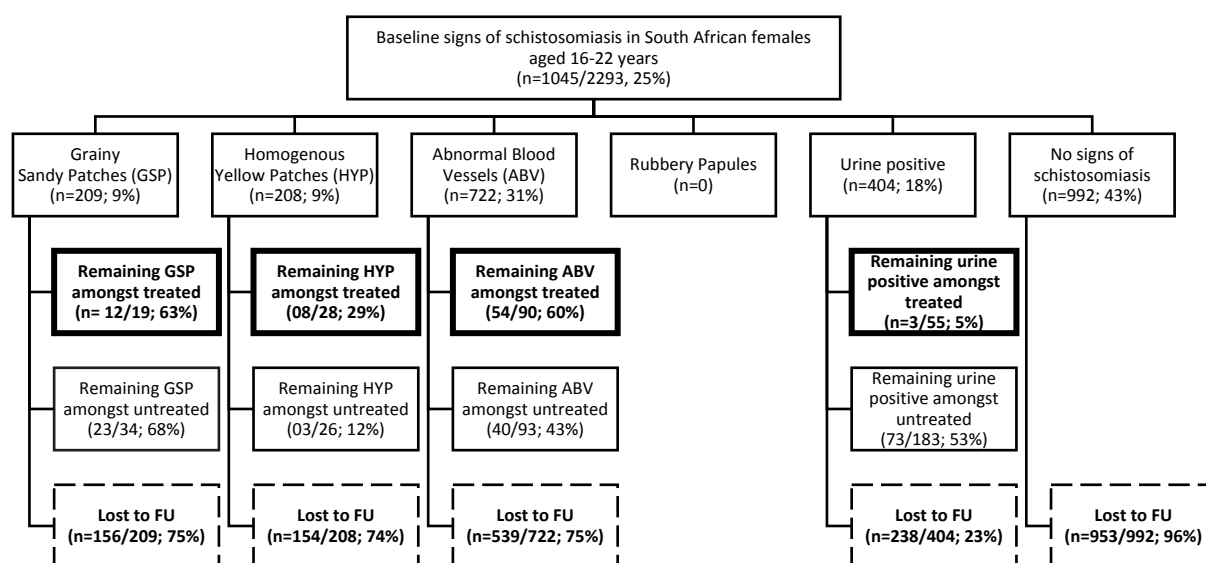 Baseline signs of schistosomiasis in South African females
aged 16-22 years
(n=1045/2293, 25%)
Grainy
Sandy Patches (GSP)
(n=209; 9%)
Homogenous
Yellow Patches (HYP)
(n=208; 9%)
Abnormal Blood
Vessels (ABV)
(n=722; 31%)
Rubbery Papules
(n=0)
Urine positive
(n=404; 18%)
No signs of
schistosomiasis
(n=992; 43%)
Remaining GSP
amongst treated
(n= 12/19; 63%)
Remaining HYP
amongst treated
(08/28; 29%)
Remaining ABV
amongst treated
(54/90; 60%)
Remaining urine
positive amongst
treated
(n=3/55; 5%)
Remaining GSP
amongst untreated
(23/34; 68%)
Remaining HYP
amongst untreated
(03/26; 12%)
Remaining ABV
amongst untreated
(40/93; 43%)
Remaining urine
positive amongst
untreated
(73/183; 53%)
Lost to FU
(n=156/209; 75%)
Lost to FU
(n=154/208; 74%)
Lost to FU
(n=539/722; 75%)
Lost to FU
(n=238/404; 23%)
Lost to FU
(n=953/992; 96%)